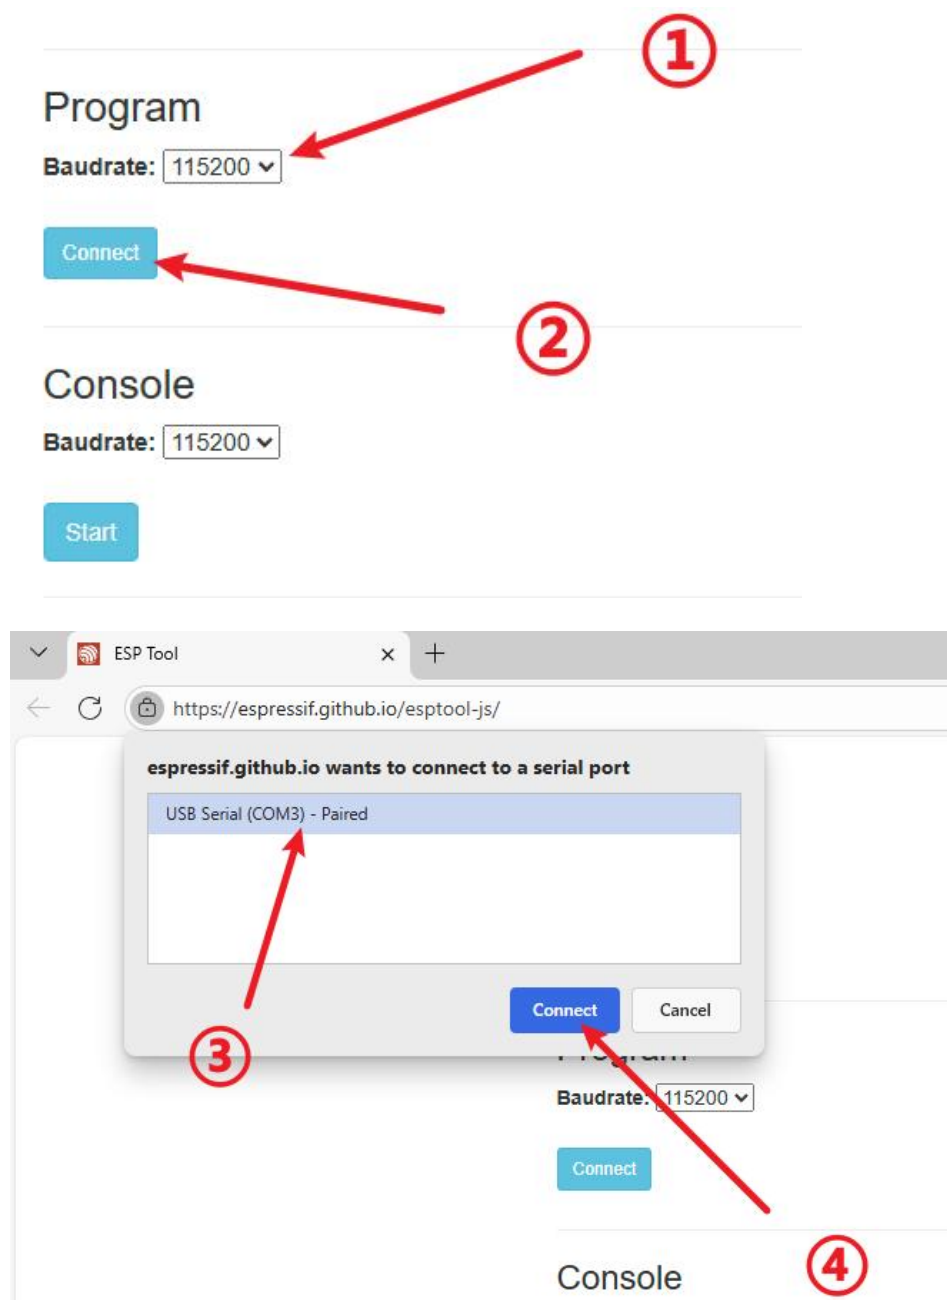 ①
Program
Baudrate: 115200
Connect
②
Console
Baudrate: 115200
Start
ESP Tool
https://espressif.github.io/esptool-js/
espressif.github.io wants to connect to a serial port
USB Serial (COM3) - Paired
Connect Cancel
③
Program
Baudrate: 115200
Connect
④
Console